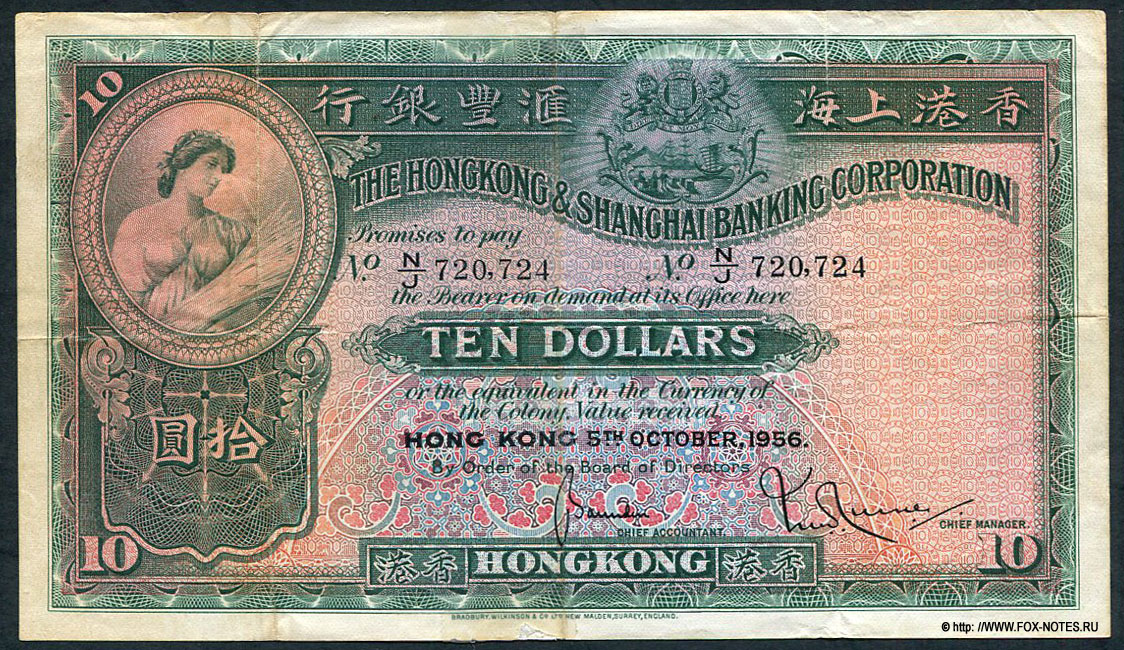 10
香港上海滙豐銀行
THE HONGKONG & SHANGHAI BANKING CORPORATION
Promises to pay
No N/J 720,724 No N/J 720,724
the Bearer on demand at its Office here
TEN DOLLARS
or the equivalent in the Currency of
the Colony Value received
拾圓
HONG KONG 5TH OCTOBER, 1956.
By Order of the Board of Directors
CHIEF ACCOUNTANT.
CHIEF MANAGER.
10 香港 HONGKONG 香港 10
BRADBURY, WILKINSON & CO LTD NEW MALDEN, SURREY, ENGLAND.
© http: //WWW.FOX-NOTES.RU